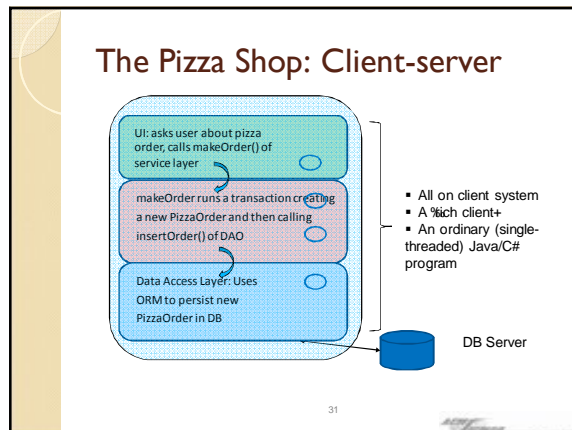 The Pizza Shop: Client-server
UI: asks user about pizza
order, calls makeOrder() of
service layer
makeOrder runs a transaction creating
a new PizzaOrder and then calling
insertOrder() of DAO
Data Access Layer: Uses
ORM to persist new
PizzaOrder in DB
▪ All on client system
▪ A %ich client+
▪ An ordinary (single-
threaded) Java/C#
program
DB Server
31